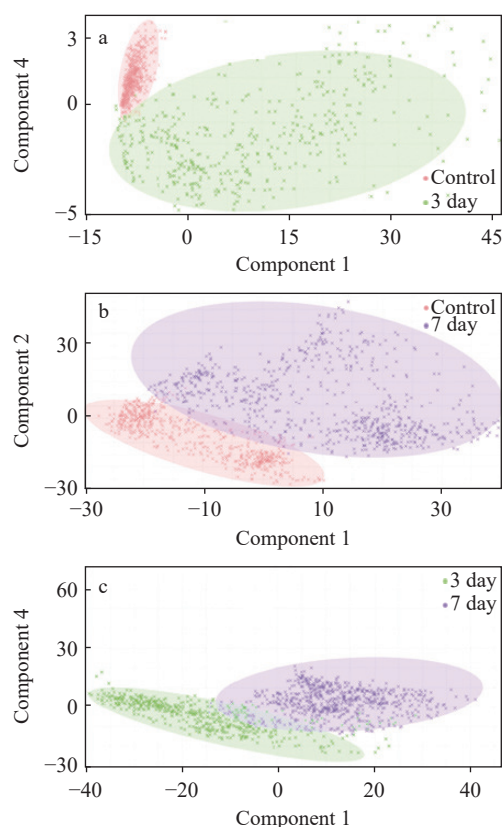 a
3
0
−5
Component 4
Control
3 day
−15
0
15
30
45
Component 1
b
30
0
−30
Component 2
Control
7 day
−30
−10
10
30
Component 1
c
60
30
0
−30
Component 4
3 day
7 day
−40
−20
0
20
40
Component 1